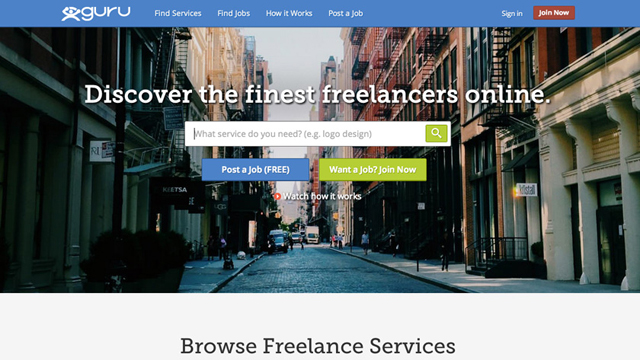 guru
Find Services Find Jobs How it Works Post a Job Sign in Join Now
Discover the finest freelancers online.
What service do you need? (e.g. logo design)
Post a Job (FREE) Want a Job? Join Now
Watch how it works
Browse Freelance Services